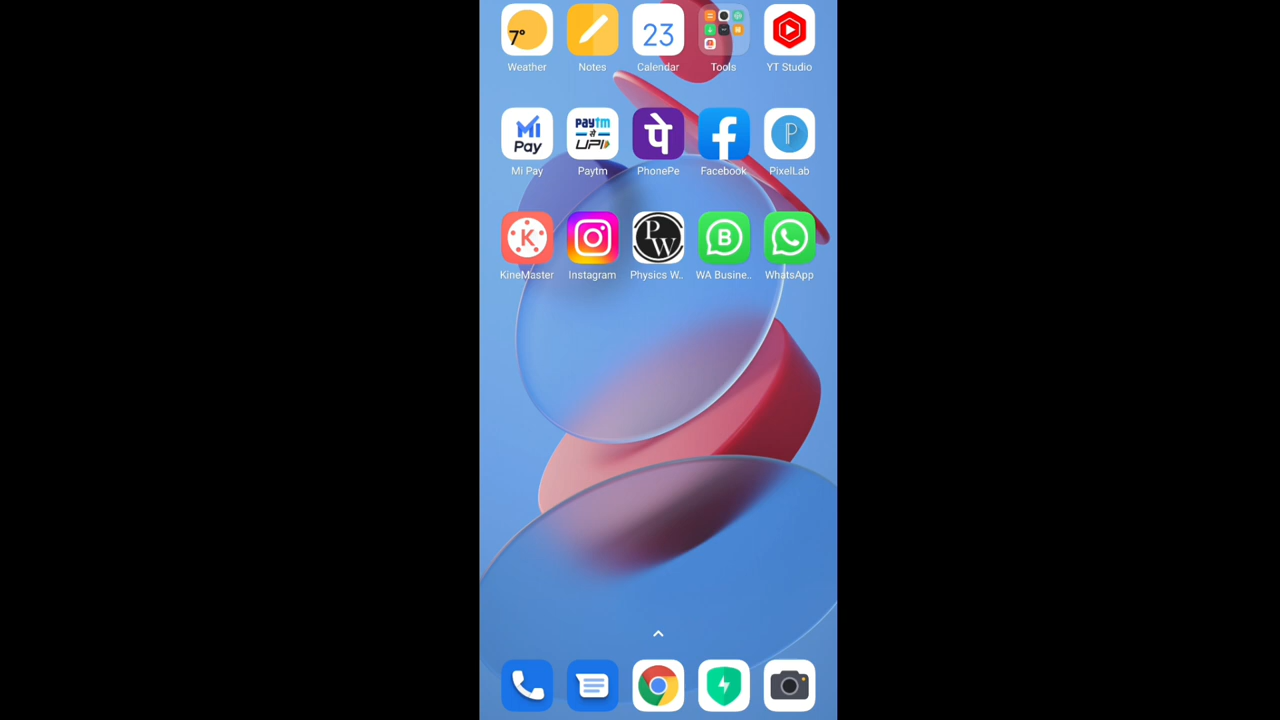 7°
23
Weather Notes Calendar Tools YT Studio
Mi Pay
Paytm से UPI
पे
f
P
Mi Pay Paytm PhonePe Facebook PixelLab
K
PW
B
KineMaster Instagram Physics W.. WA Busine.. WhatsApp